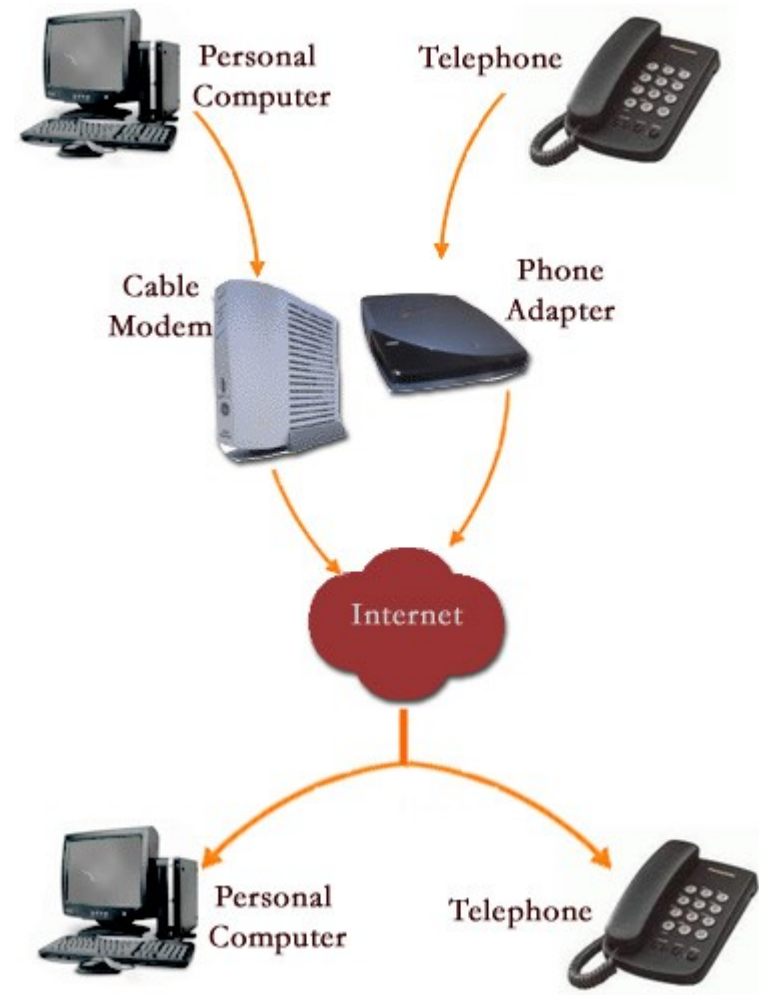 Personal
Computer
Telephone
Cable
Modem
Phone
Adapter
Internet
Personal
Computer
Telephone